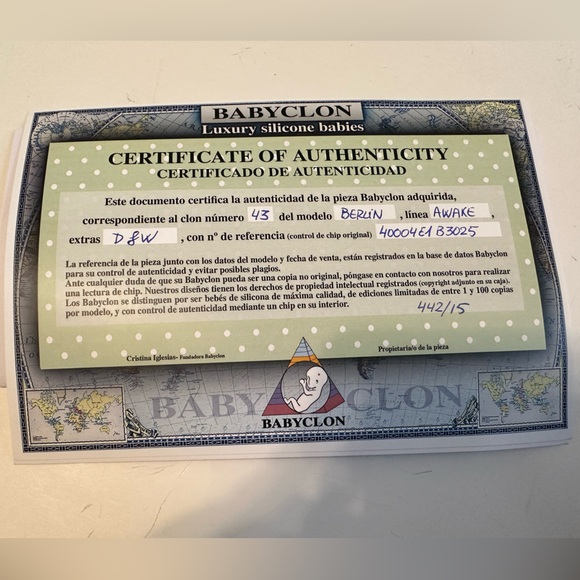 BABYCLON
Luxury silicone babies
CERTIFICATE OF AUTHENTICITY
CERTIFICADO DE AUTENTICIDAD
Este documento certifica la autenticidad de la pieza Babyclon adquirida,
correspondiente al clon número 43 del modelo BERLIN , línea AWAKE ,
extras D&W , con nº de referencia (control de chip original) 40004E1B3025
La referencia de la pieza junto con los datos del modelo y fecha de venta, están registrados en la base de datos Babyclon
para su control de autenticidad y evitar posibles plagios.
Ante cualquier duda de que su Babyclon pueda ser una copia no original, póngase en contacto con nosotros para realizar
una lectura de chip. Nuestros diseños tienen los derechos de propiedad intelectual registrados (copyright adjunto en su caja).
Los Babyclon se distinguen por ser bebés de silicona de máxima calidad, de ediciones limitadas de entre 1 y 100 copias
por modelo, y con control de autenticidad mediante un chip en su interior.
442/15
Cristina Iglesias- Fundadora Babyclon
Propietaria/o de la pieza
BABY CLON
BABYCLON